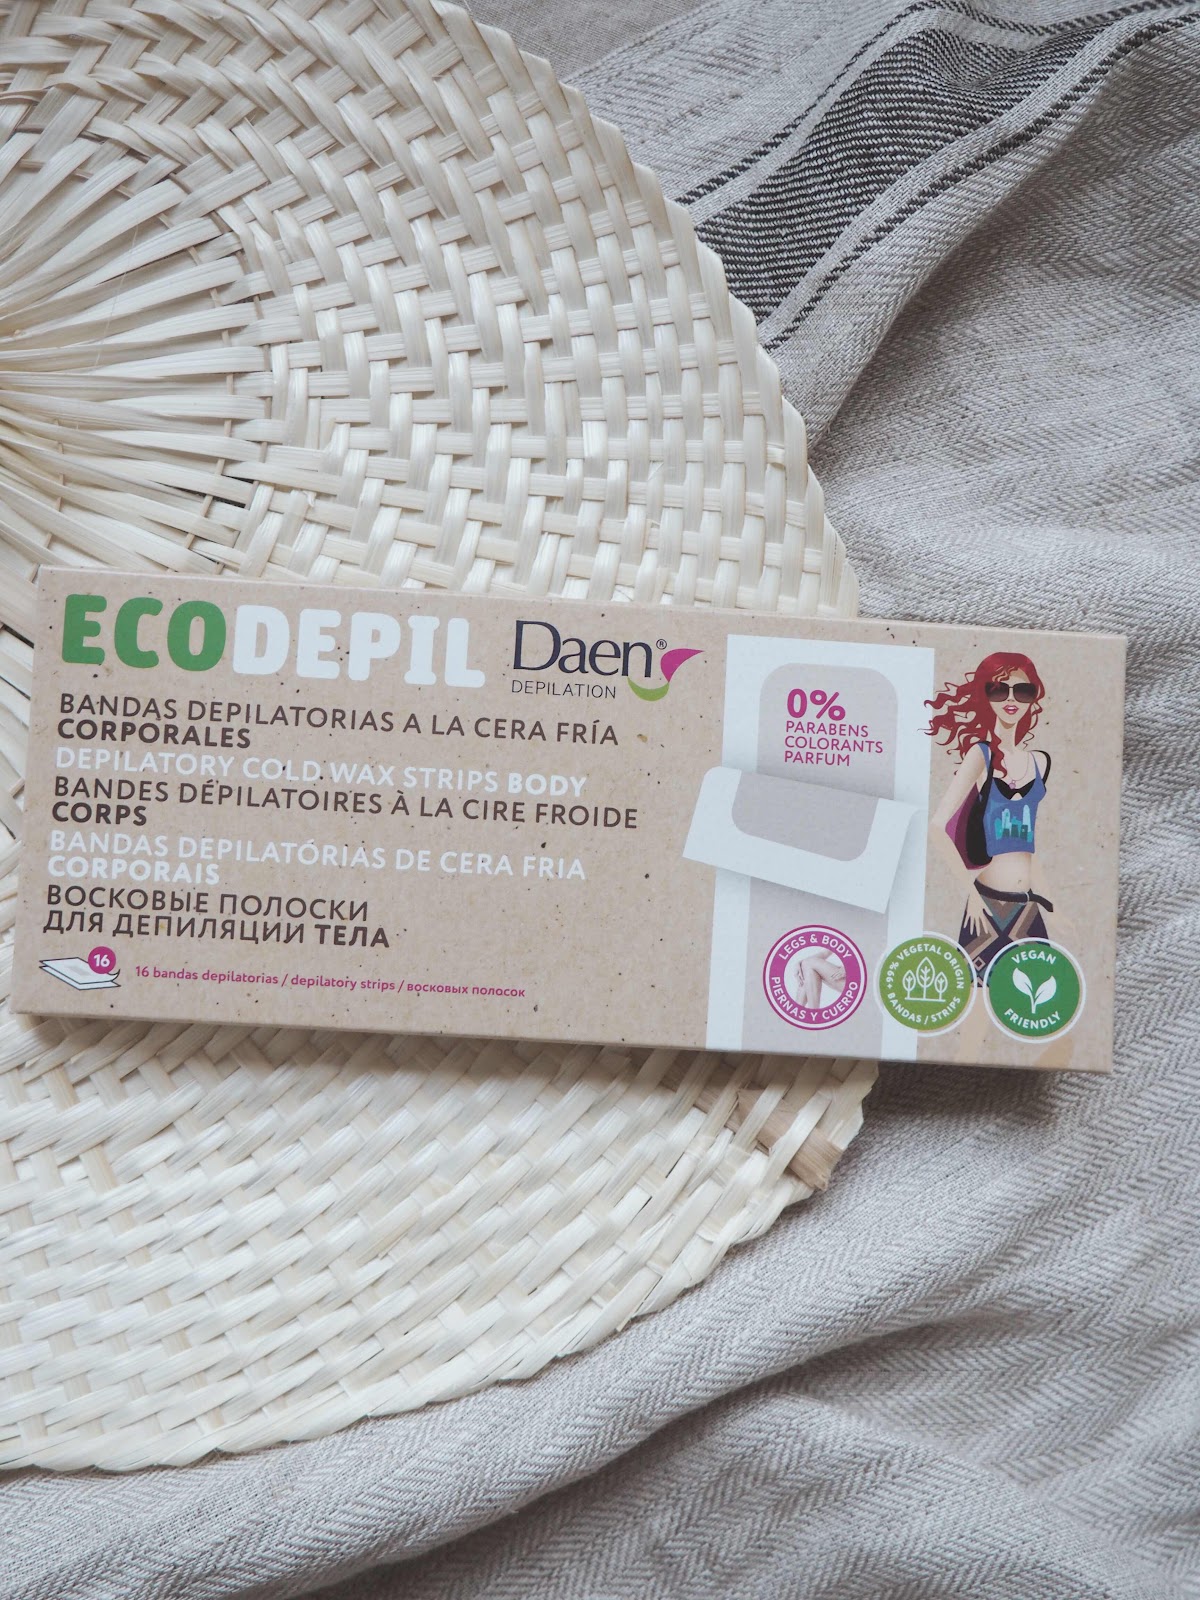 ECODEPIL
Daen®
DEPILATION
BANDAS DEPILATORIAS A LA CERA FRÍA
CORPORALES
DEPILATORY COLD WAX STRIPS BODY
BANDES DÉPILATOIRES À LA CIRE FROIDE
CORPS
BANDAS DEPILATÓRIAS DE CERA FRIA
CORPORAIS
ВОСКОВЫЕ ПОЛОСКИ
ДЛЯ ДЕПИЛЯЦИИ ТЕЛА
16
16 bandas depilatorias / depilatory strips / восковых полосок
0%
PARABENS
COLORANTS
PARFUM
LEGS & BODY
PIERNAS Y CUERPO
+99% VEGETAL ORIGIN
BANDAS / STRIPS
VEGAN
FRIENDLY